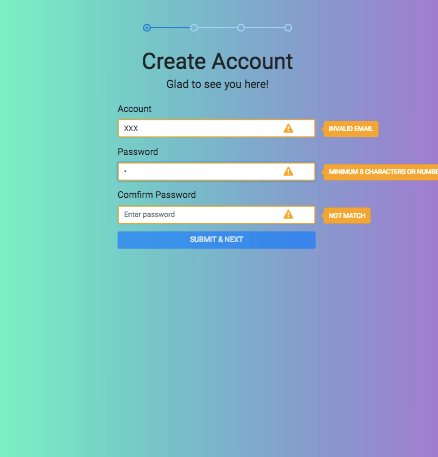 Create Account
Glad to see you here!
Account
XXX
INVALID EMAIL
Password
MINIMUM 8 CHARACTERS OR NUMBE
Comfirm Password
Enter password
NOT MATCH
SUBMIT & NEXT